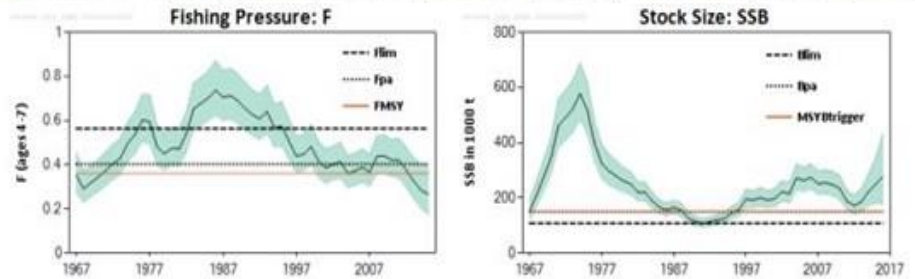 Fishing Pressure: F
1
0.8
0.6
0.4
0.2
0
F (ages 4-7)
Flim
Fpa
FMSY
1967 1977 1987 1997 2007
Stock Size: SSB
800
600
400
200
0
SSB in 1000 t
Blim
Bpa
MSYBtrigger
1967 1977 1987 1997 2007 2017